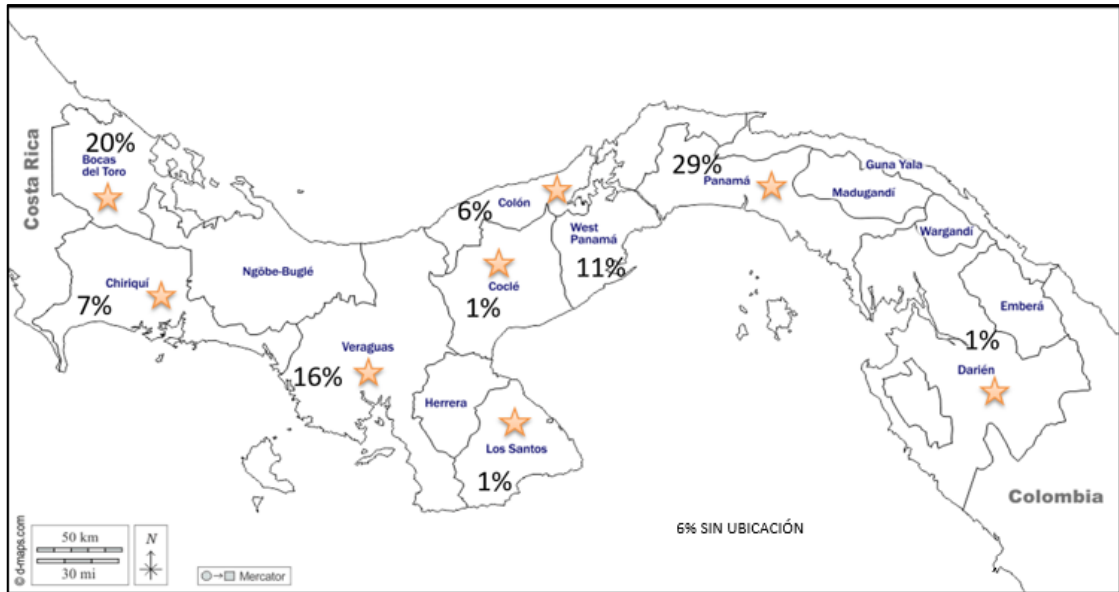 Costa Rica
20%
Bocas
del Toro
Chiriquí
7%
Ngöbe-Buglé
Veraguas
16%
Herrera
Los Santos
1%
6%
Colón
Coclé
1%
West
Panamá
11%
29%
Panamá
Guna Yala
Madugandí
Wargandí
Emberá
1%
Darién
Colombia
6% SIN UBICACIÓN
© d-maps.com
50 km
30 mi
N
Mercator